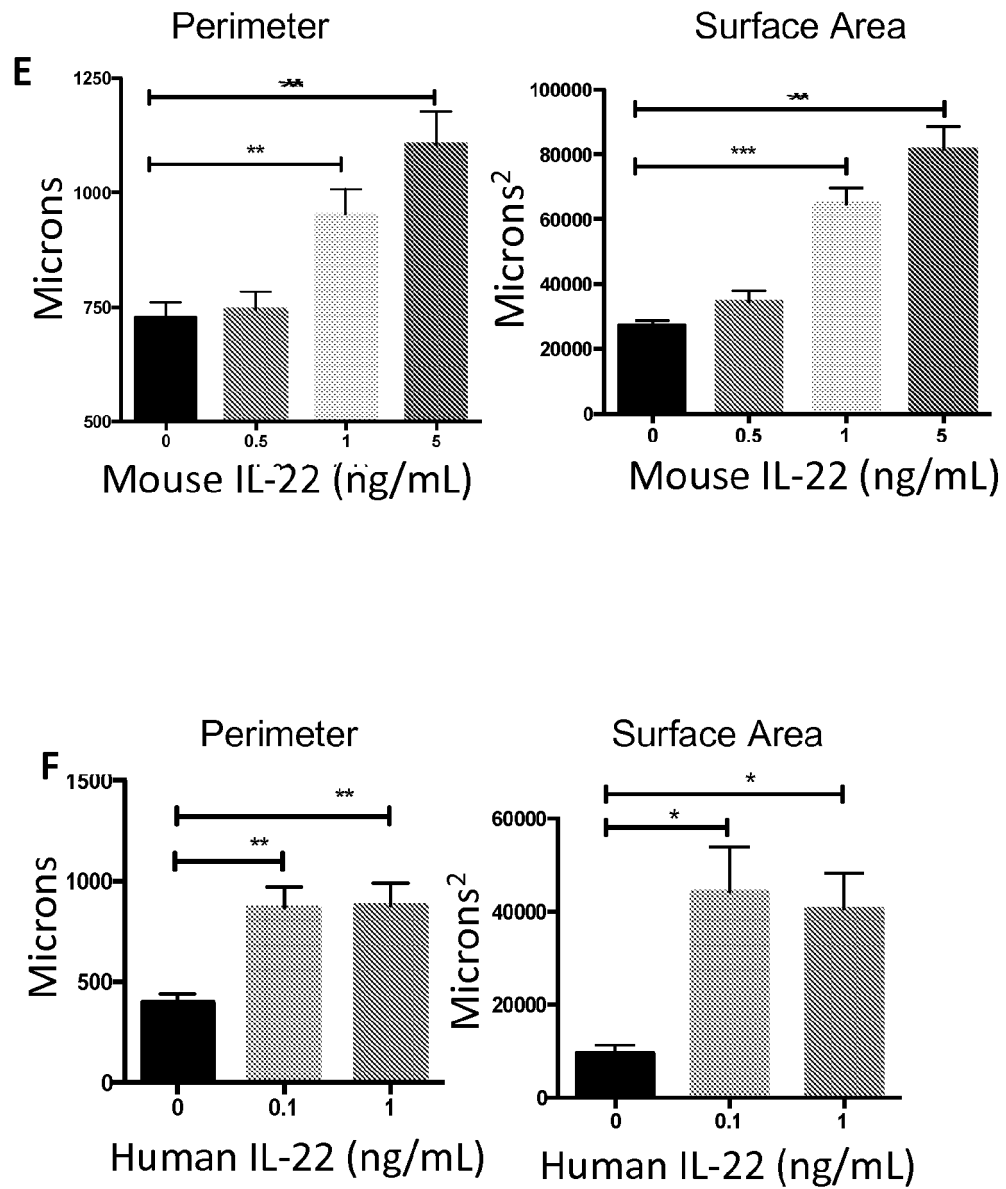 Perimeter
Surface Area
E
1250
1000
750
500
Microns
**
0 0.5 1 5
Mouse IL-22 (ng/mL)
100000
80000
60000
40000
20000
0
Microns²
***
0 0.5 1 5
Mouse IL-22 (ng/mL)
Perimeter
Surface Area
F
1500
1000
500
0
Microns
**
**
0 0.1 1
Human IL-22 (ng/mL)
60000
40000
20000
0
Microns²
*
*
0 0.1 1
Human IL-22 (ng/mL)